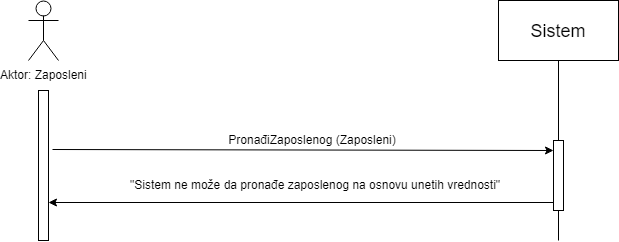 Sistem
Aktor: Zaposleni
PronađiZaposlenog (Zaposleni)
"Sistem ne može da pronađe zaposlenog na osnovu unetih vrednosti"